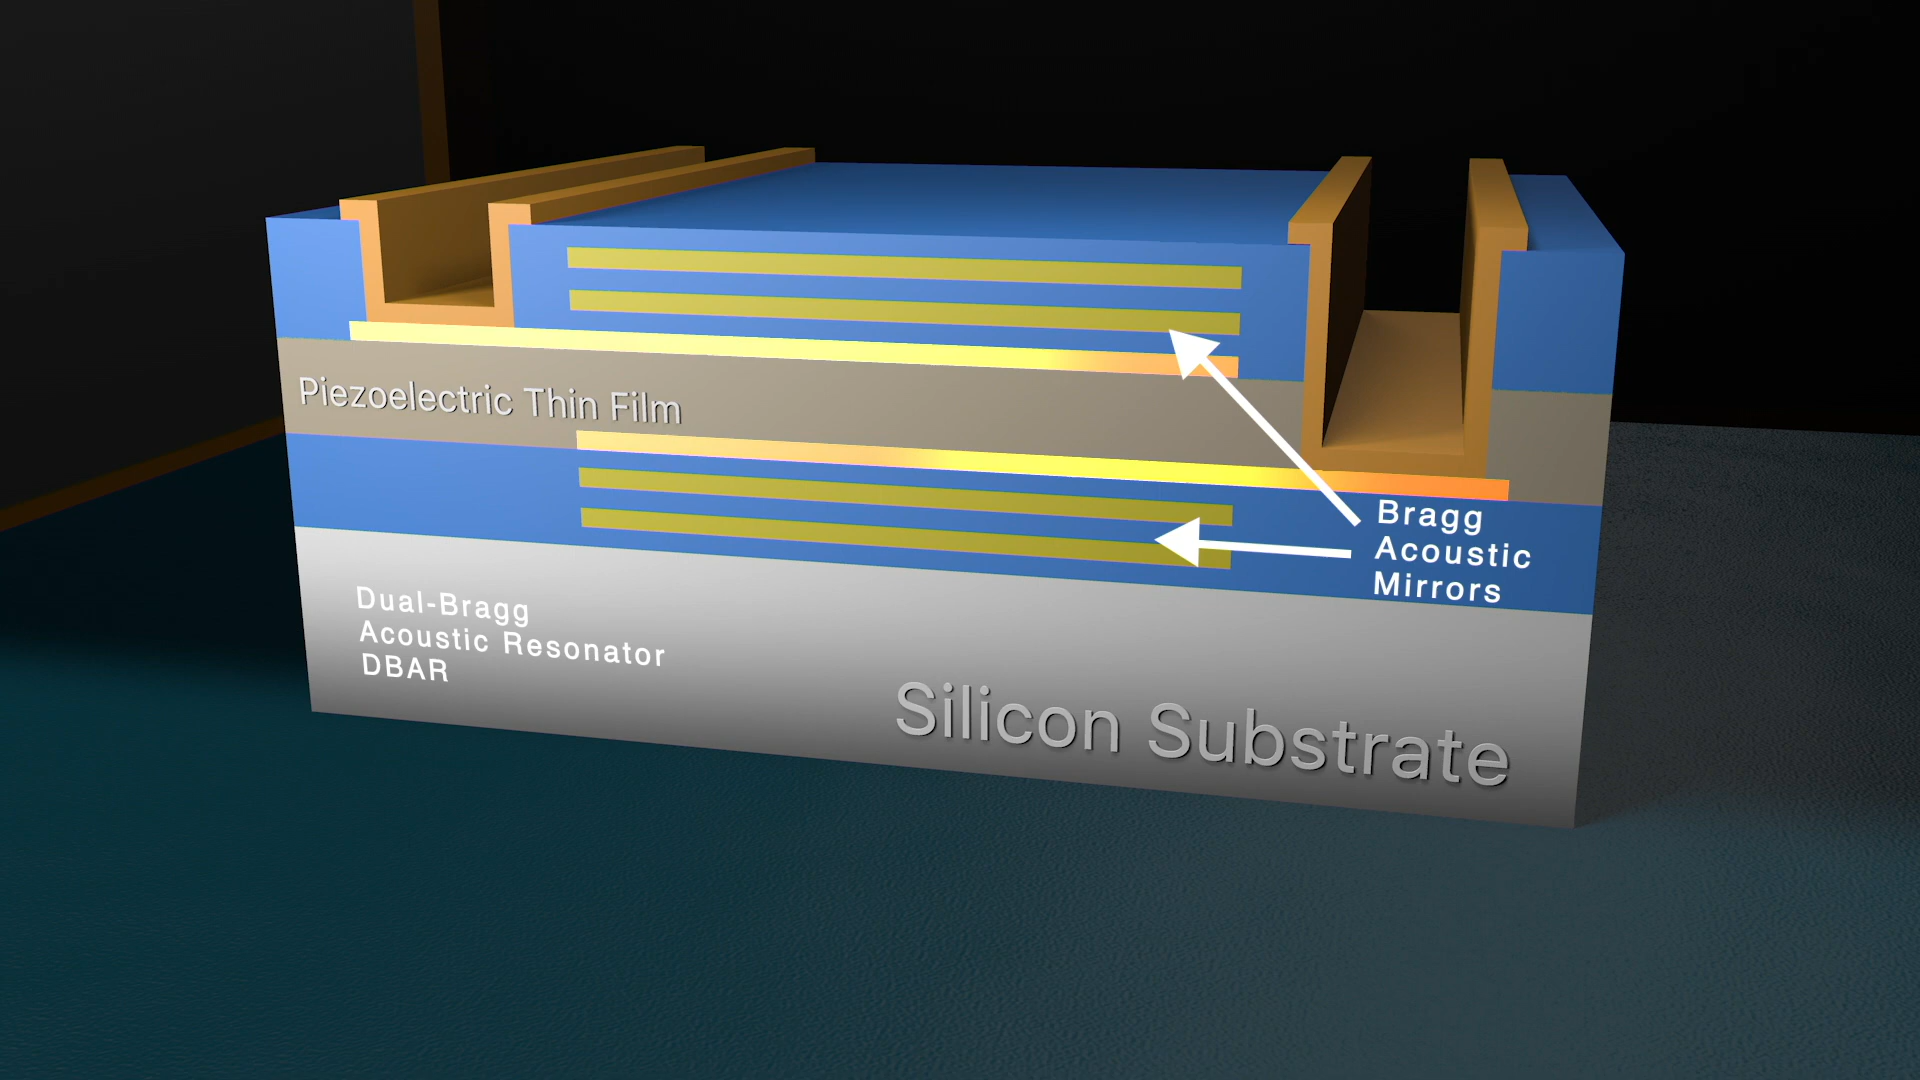 Piezoelectric Thin Film
Bragg
Acoustic
Mirrors
Dual-Bragg
Acoustic Resonator
DBAR
Silicon Substrate